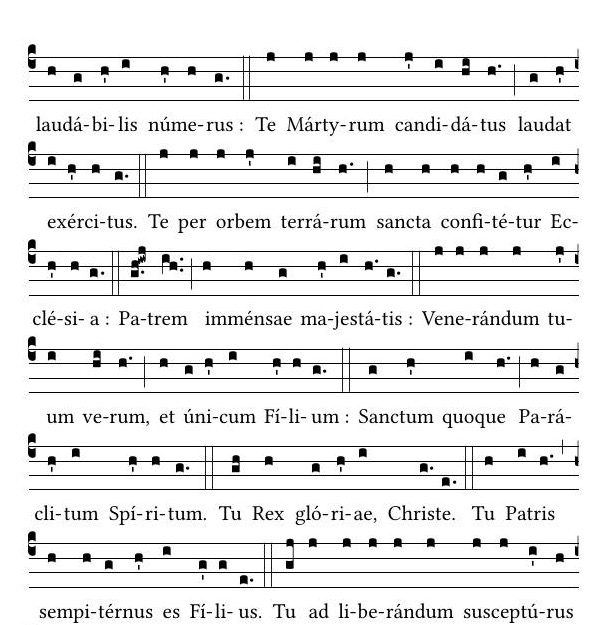 laudá-bi-lis núme-rus : Te Márty-rum candi-dá-tus laudat
exérci-tus. Te per orbem terrá-rum sancta confi-té-tur Ec-
clé-si- a : Pa-trem imménsae ma-jestá-tis : Vene-rándum tu-
um ve-rum, et úni-cum Fí-li-um : Sanctum quoque Pa-rá-
cli-tum Spí-ri-tum. Tu Rex gló-ri-ae, Christe. Tu Patris
sempi-térnus es Fí-li- us. Tu ad li-be-rándum susceptú-rus